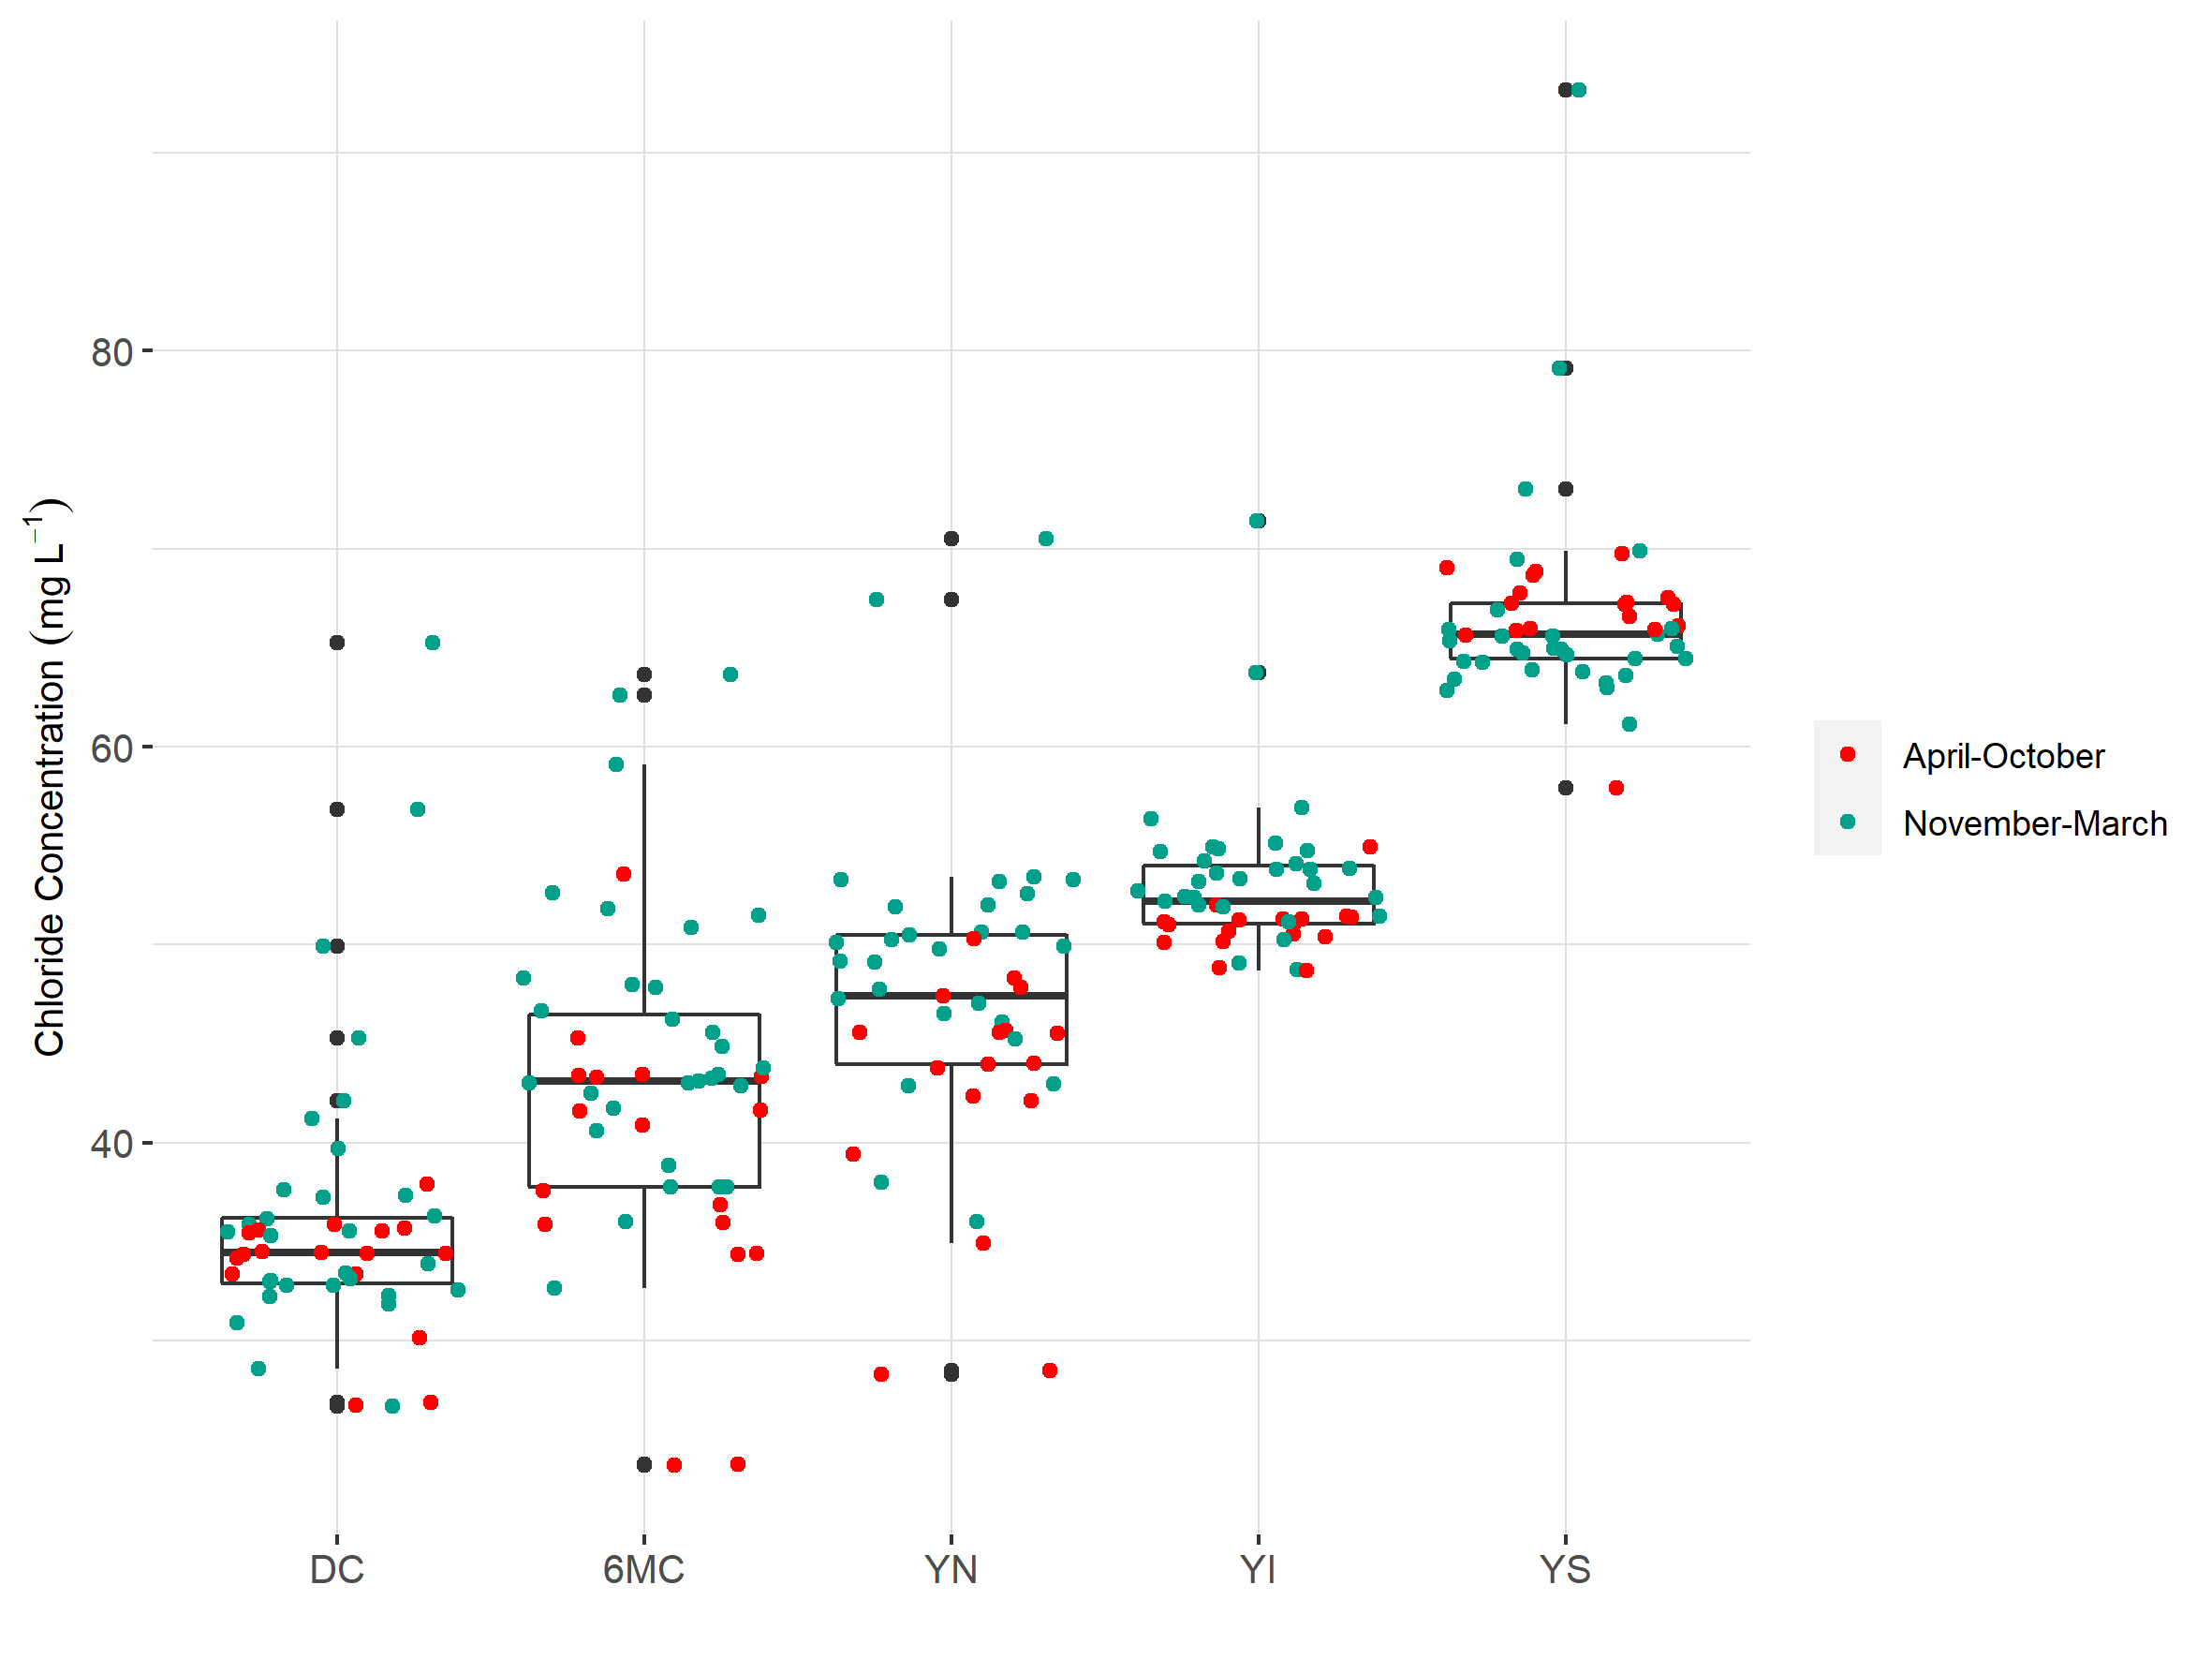 Chloride Concentration (mg L⁻¹)
80
60
40
DC
6MC
YN
YI
YS
April-October
November-March